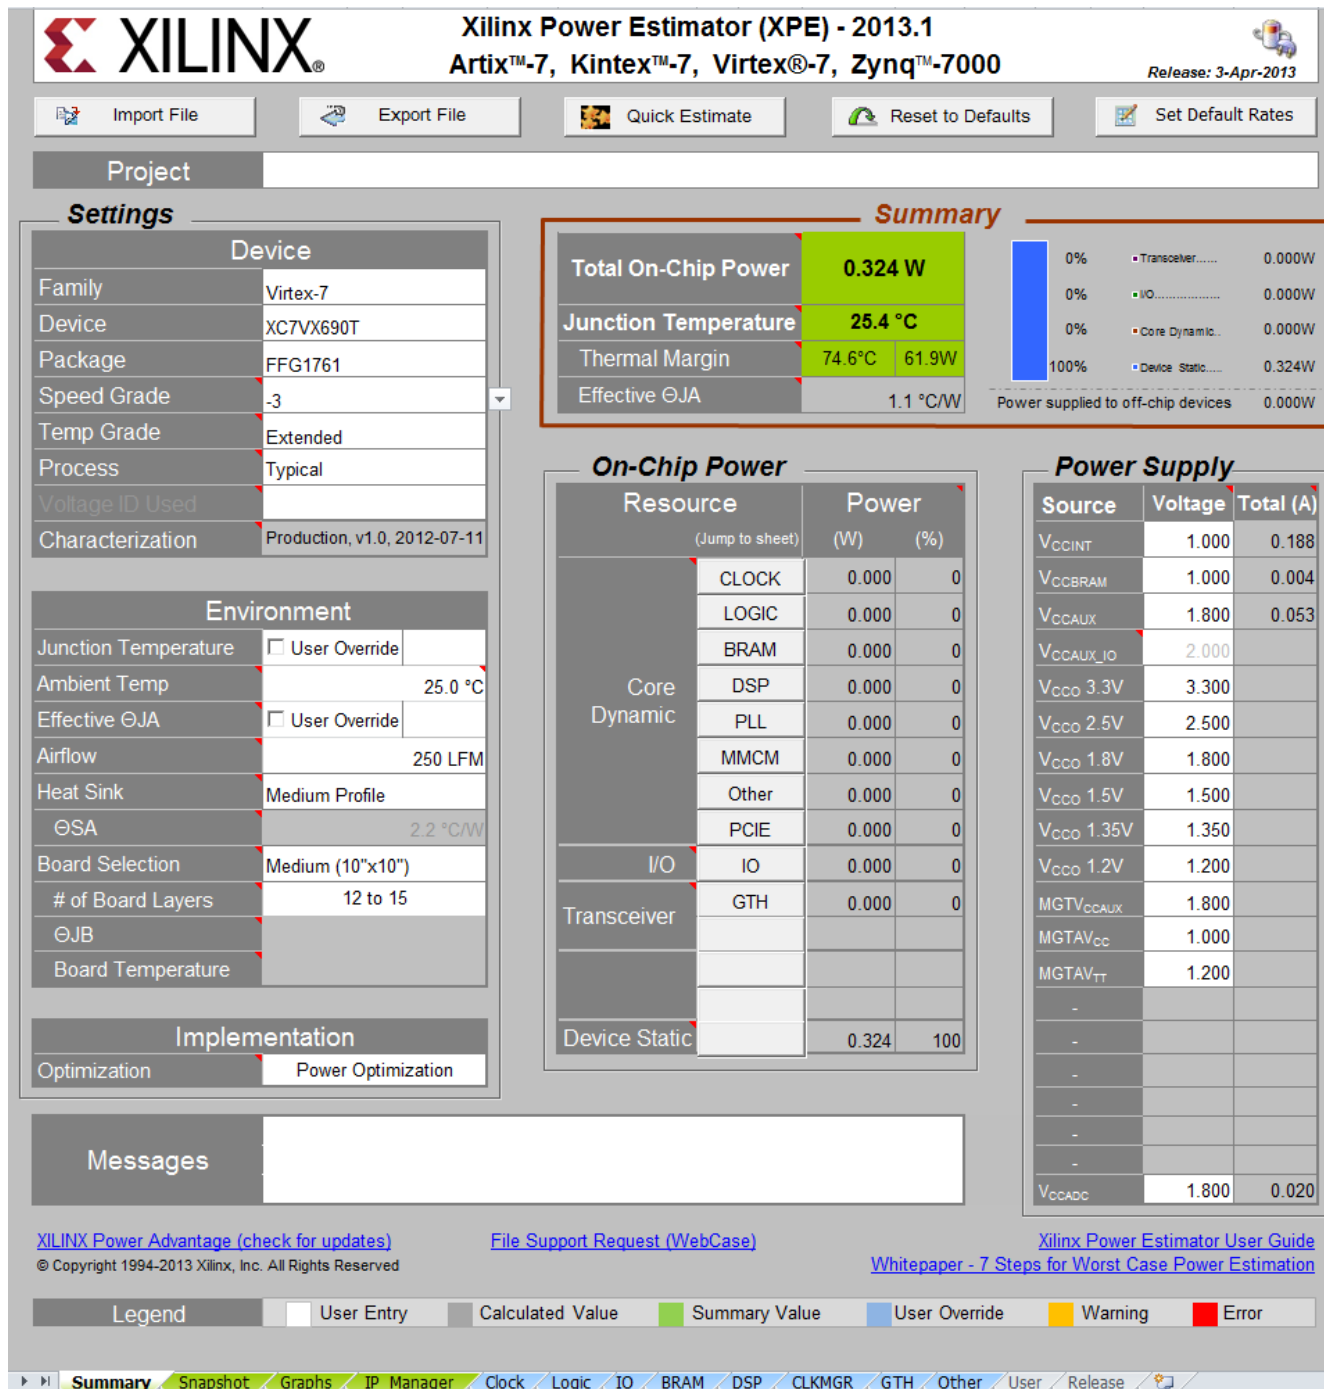 XILINX®
Xilinx Power Estimator (XPE) - 2013.1
Artix™-7, Kintex™-7, Virtex®-7, Zynq™-7000
Release: 3-Apr-2013
Import File
Export File
Quick Estimate
Reset to Defaults
Set Default Rates
Project
Settings
Device
Family Virtex-7
Device XC7VX690T
Package FFG1761
Speed Grade -3
Temp Grade Extended
Process Typical
Voltage ID Used
Characterization Production, v1.0, 2012-07-11
Environment
Junction Temperature User Override
Ambient Temp 25.0 °C
Effective ΘJA User Override
Airflow 250 LFM
Heat Sink Medium Profile
ΘSA 2.2 °C/W
Board Selection Medium (10"x10")
# of Board Layers 12 to 15
ΘJB
Board Temperature
Implementation
Optimization Power Optimization
Summary
Total On-Chip Power 0.324 W
Junction Temperature 25.4 °C
Thermal Margin 74.6°C 61.9W
Effective ΘJA 1.1 °C/W
0% Transceiver...... 0.000W
0% I/O.................. 0.000W
0% Core Dynamic.. 0.000W
100% Device Static..... 0.324W
Power supplied to off-chip devices 0.000W
On-Chip Power
Resource Power
(Jump to sheet) (W) (%)
Core Dynamic
CLOCK 0.000 0
LOGIC 0.000 0
BRAM 0.000 0
DSP 0.000 0
PLL 0.000 0
MMCM 0.000 0
Other 0.000 0
PCIE 0.000 0
I/O IO 0.000 0
Transceiver GTH 0.000 0
Device Static 0.324 100
Power Supply
Source Voltage Total (A)
VCCINT 1.000 0.188
VCCBRAM 1.000 0.004
VCCAUX 1.800 0.053
VCCAUX_IO 2.000
VCCO 3.3V 3.300
VCCO 2.5V 2.500
VCCO 1.8V 1.800
VCCO 1.5V 1.500
VCCO 1.35V 1.350
VCCO 1.2V 1.200
MGTVCCAUX 1.800
MGTAVCC 1.000
MGTAVTT 1.200
-
-
-
-
-
-
VCCADC 1.800 0.020
Messages
XILINX Power Advantage (check for updates)
File Support Request (WebCase)
Xilinx Power Estimator User Guide
© Copyright 1994-2013 Xilinx, Inc. All Rights Reserved
Whitepaper - 7 Steps for Worst Case Power Estimation
Legend User Entry Calculated Value Summary Value User Override Warning Error
Summary Snapshot Graphs IP_Manager Clock Logic IO BRAM DSP CLKMGR GTH Other User Release